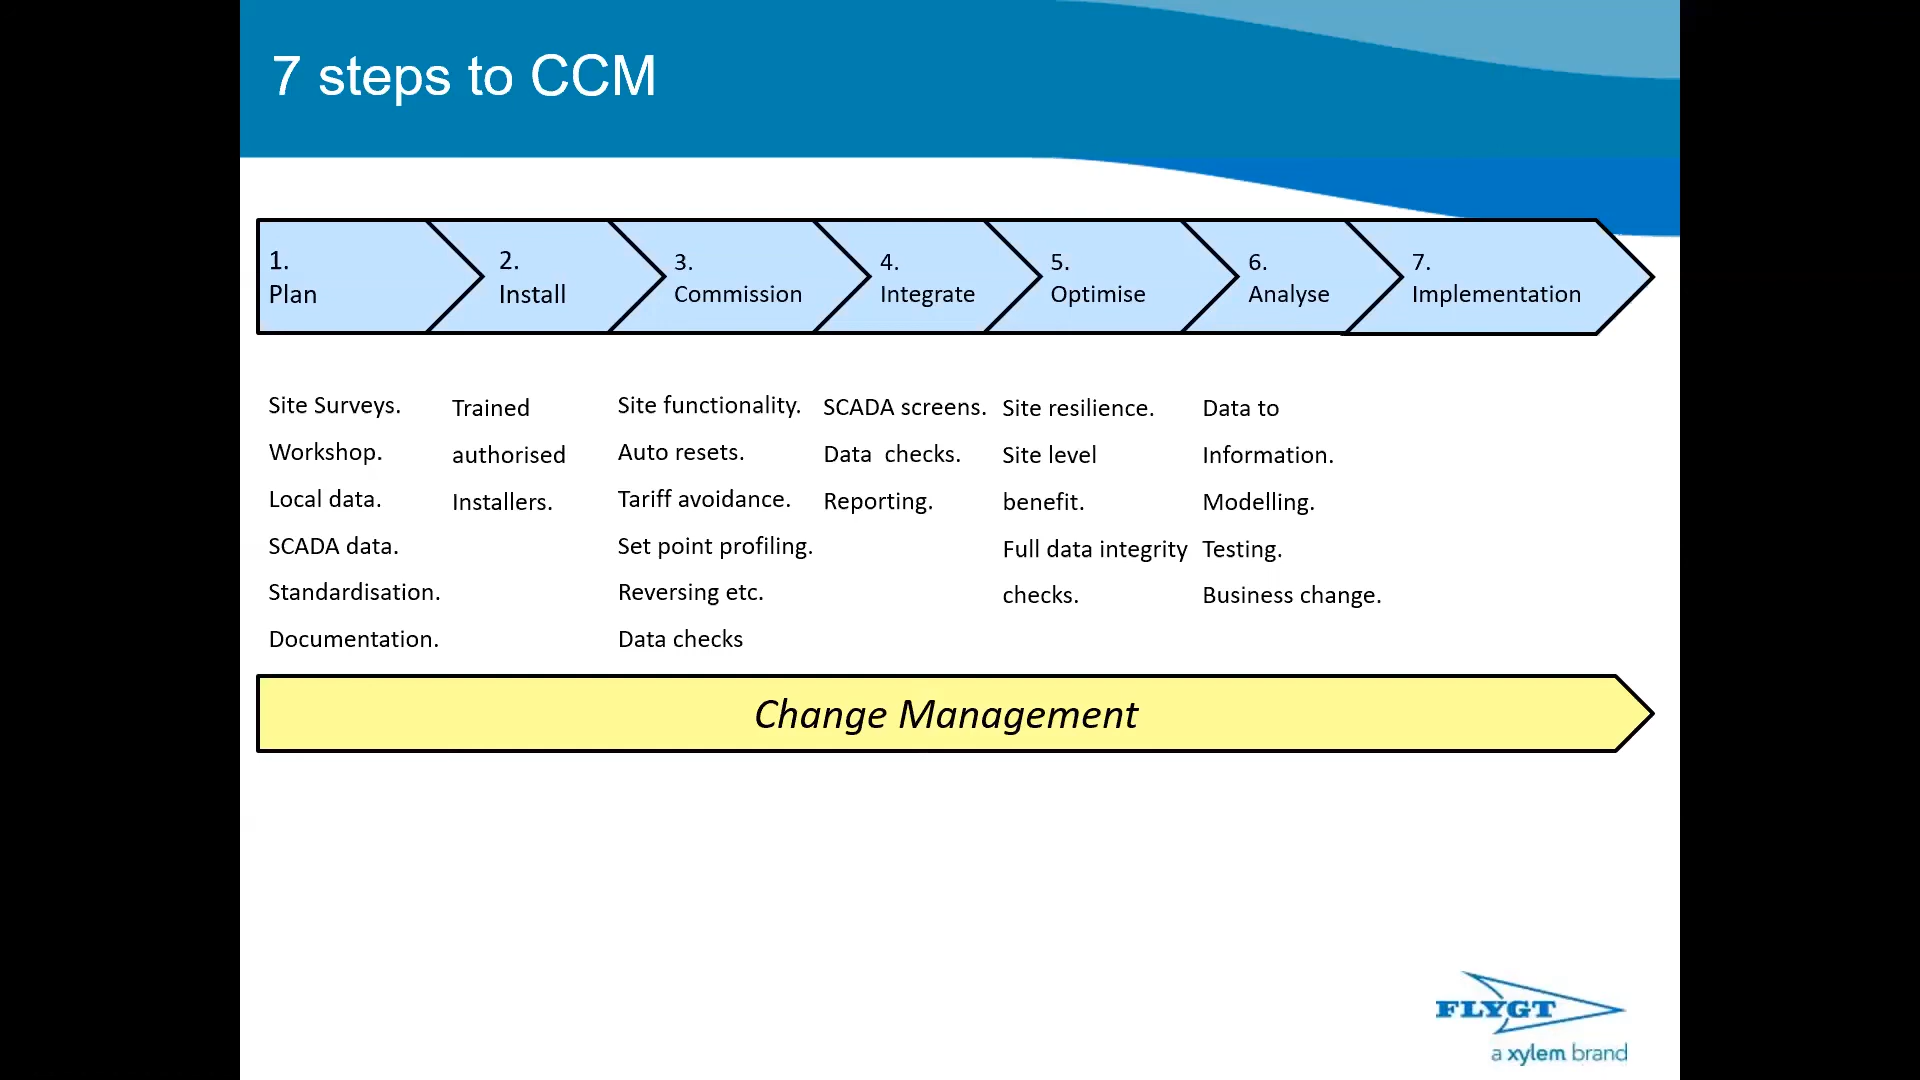 7 steps to CCM
1.
Plan
2.
Install
3.
Commission
4.
Integrate
5.
Optimise
6.
Analyse
7.
Implementation
Site Surveys.
Workshop.
Local data.
SCADA data.
Standardisation.
Documentation.
Trained
authorised
Installers.
Site functionality.
Auto resets.
Tariff avoidance.
Set point profiling.
Reversing etc.
Data checks
SCADA screens.
Data  checks.
Reporting.
Site resilience.
Site level
benefit.
Full data integrity
checks.
Data to
Information.
Modelling.
Testing.
Business change.
Change Management
FLYGT
a xylem brand